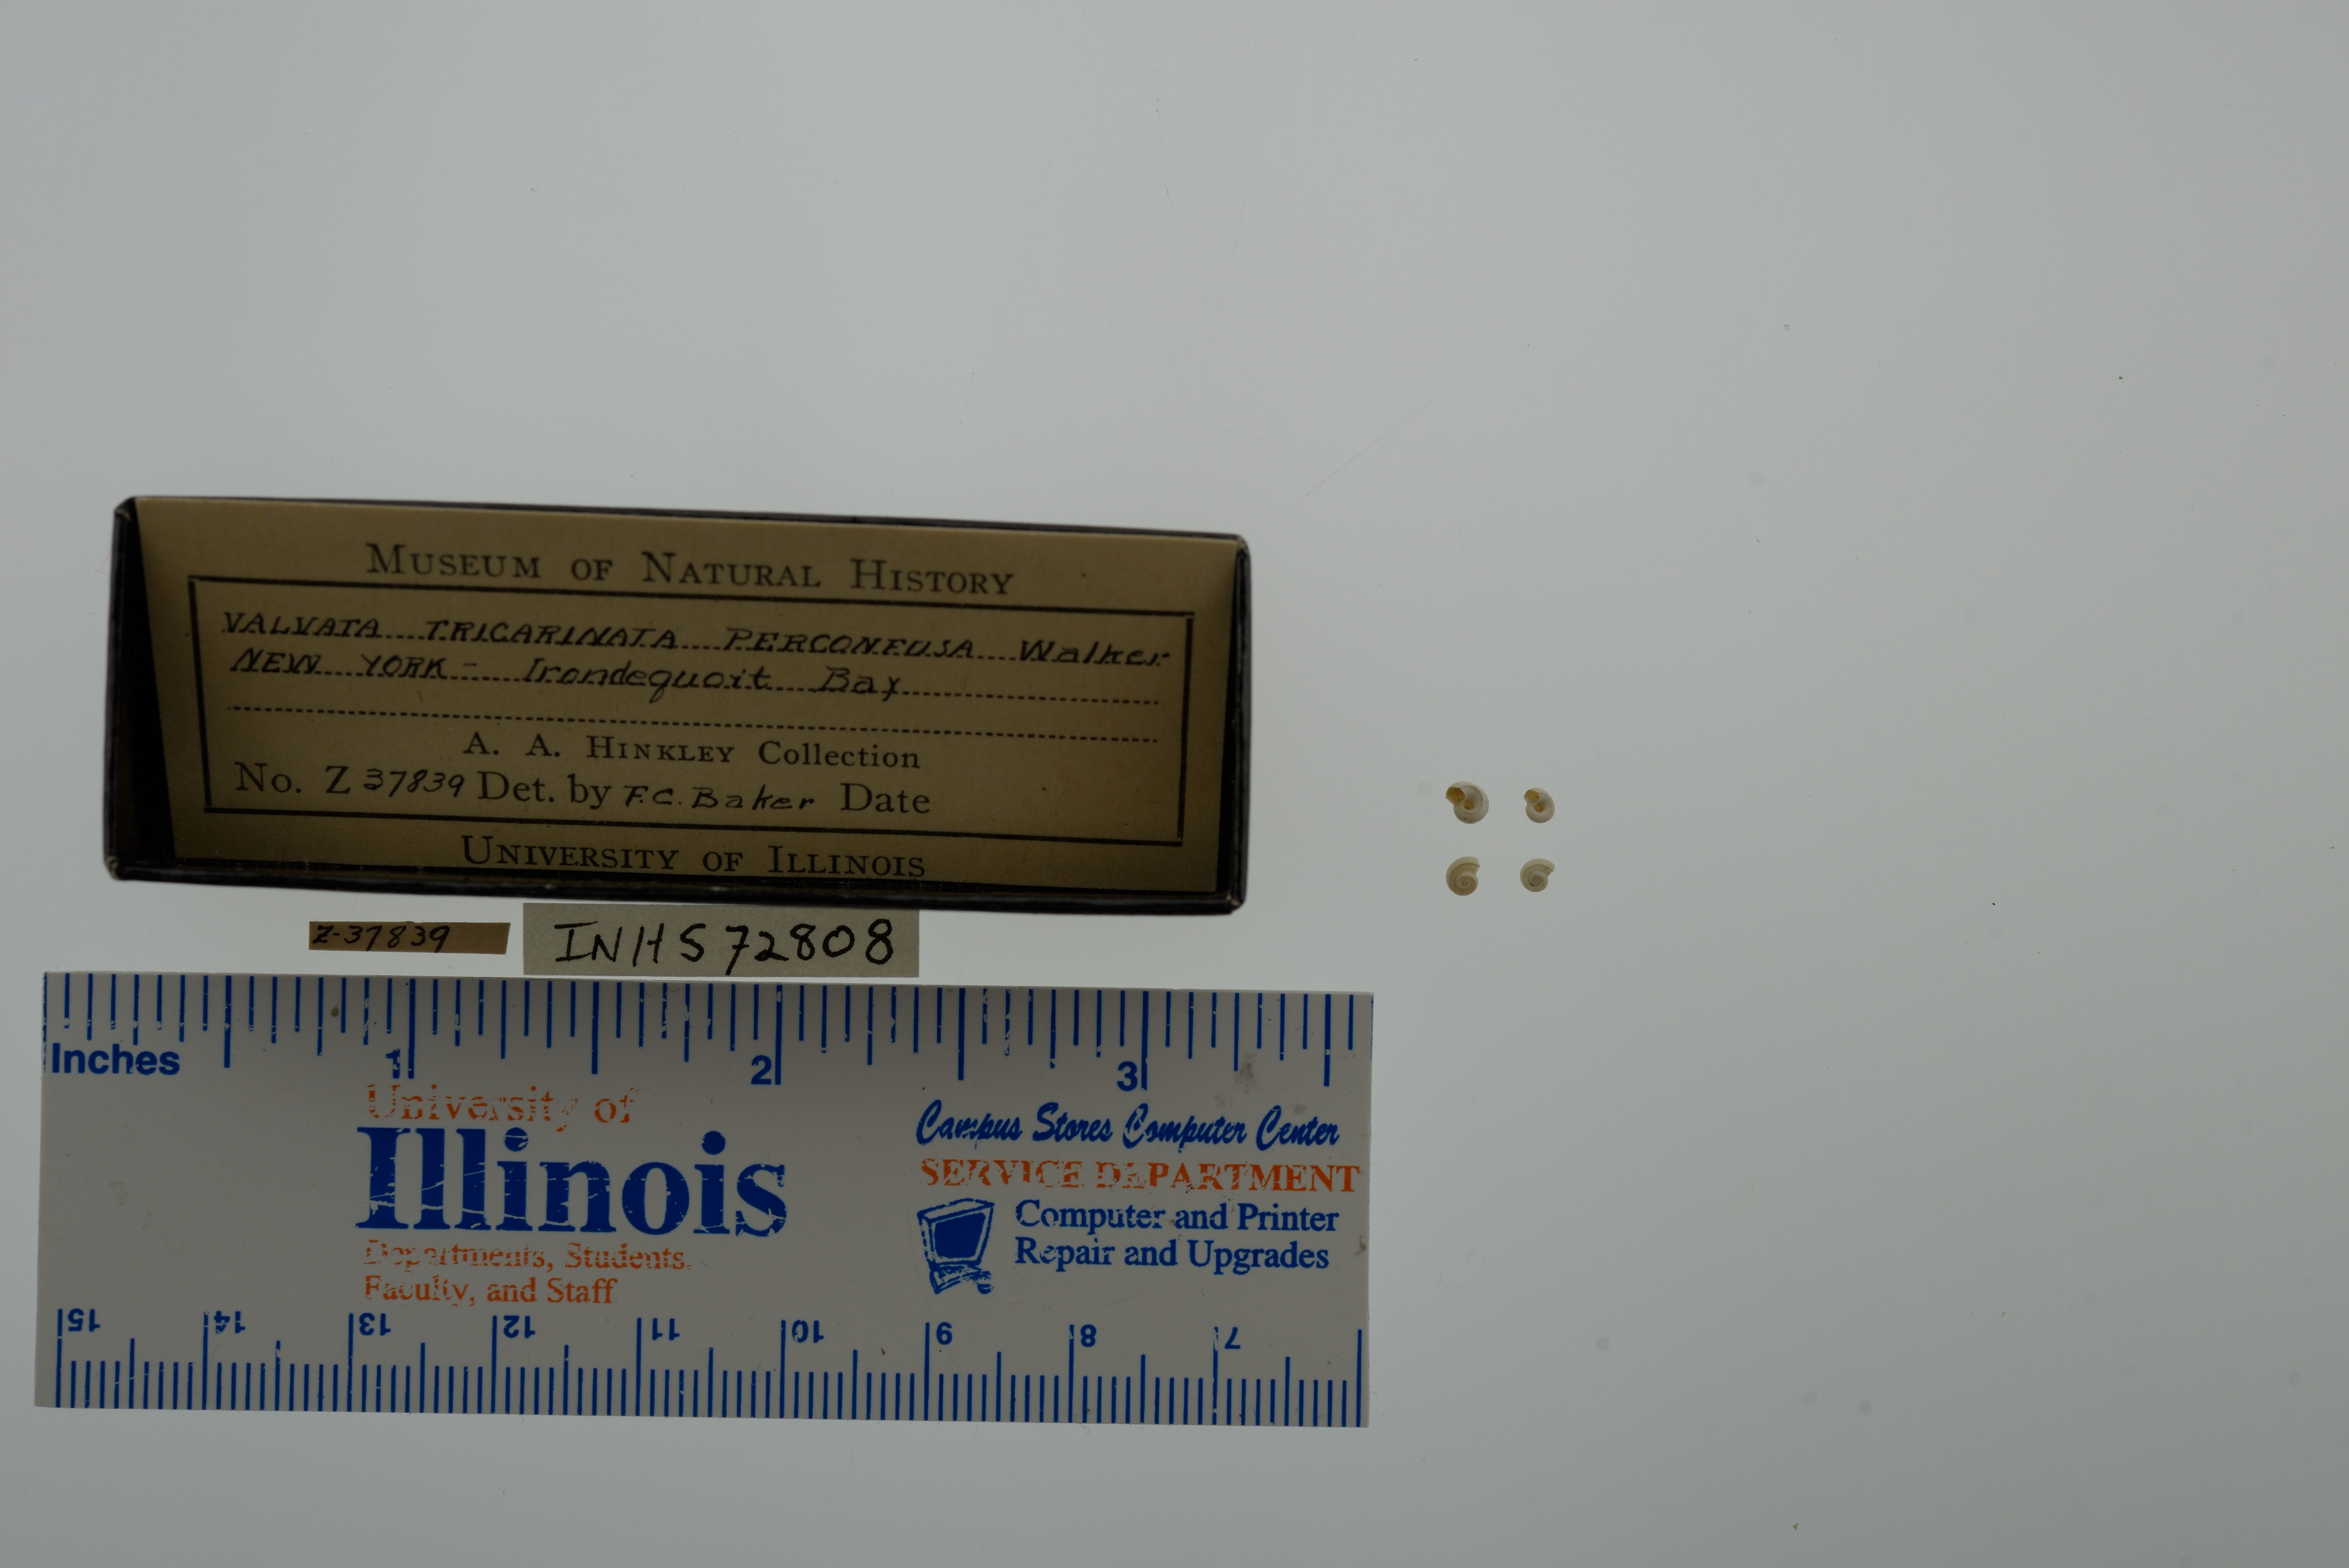 MUSEUM OF NATURAL HISTORY
VALVATA TRICARINATA PERCONFUSA Walker
NEW YORK - Irondequoit Bay
A. A. HINKLEY Collection
No. Z 37839 Det. by F.C. Baker Date
UNIVERSITY OF ILLINOIS
Z-37839
INHS 72808
Inches 1 2 3
University of
Illinois
Departments, Students,
Faculty, and Staff
Campus Stores Computer Center
SERVICE DEPARTMENT
Computer and Printer
Repair and Upgrades
15 14 13 12 11 10 9 8 7